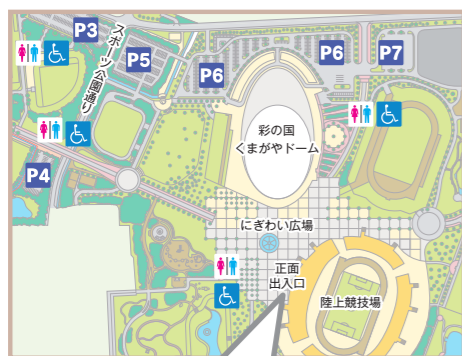 P3
スポーツ公園通り
P5
P6
P6
P7
彩の国
くまがやドーム
P4
にぎわい広場
正面
出入口
陸上競技場